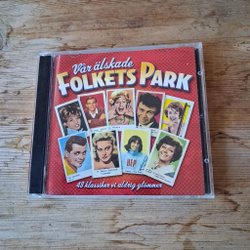 Vår älskade
FOLKETS PARK
48 klassiker vi aldrig glömmer